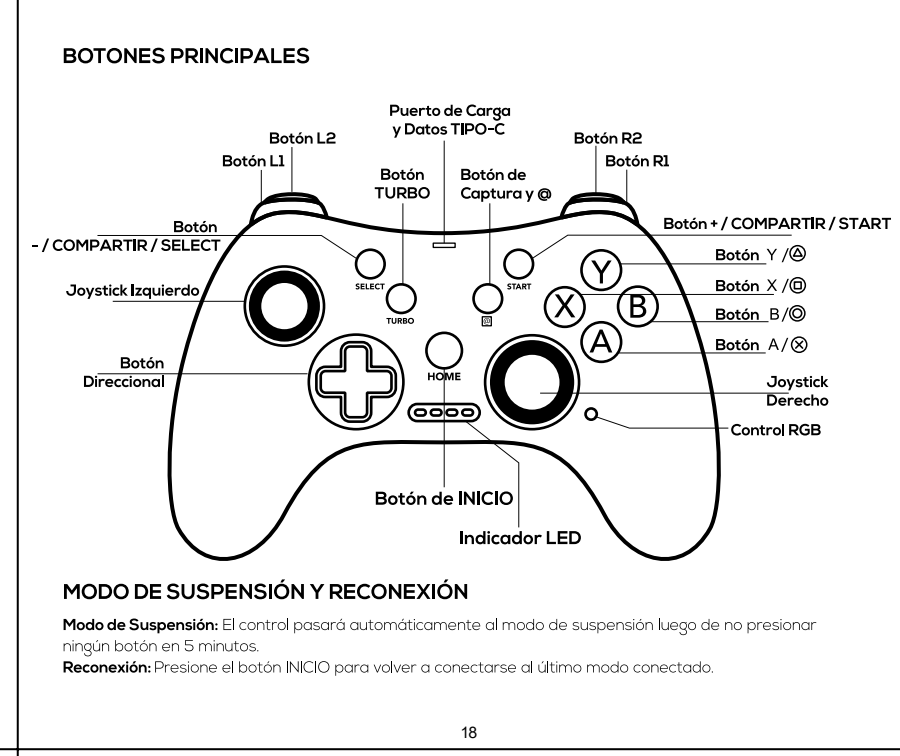 BOTONES PRINCIPALES
Puerto de Carga
y Datos TIPO-C
Botón L2
Botón R2
Botón L1
Botón R1
Botón
TURBO
Botón de
Captura y @
Botón
- / COMPARTIR / SELECT
Botón + / COMPARTIR / START
Botón Y /
Joystick Izquierdo
Botón X /
Botón B /
Botón A /
SELECT
START
TURBO
HOME
Y
X
B
A
Botón
Direccional
Joystick
Derecho
Control RGB
Botón de INICIO
Indicador LED
MODO DE SUSPENSIÓN Y RECONEXIÓN
Modo de Suspensión: El control pasará automáticamente al modo de suspensión luego de no presionar
ningún botón en 5 minutos.
Reconexión: Presione el botón INICIO para volver a conectarse al último modo conectado.
18